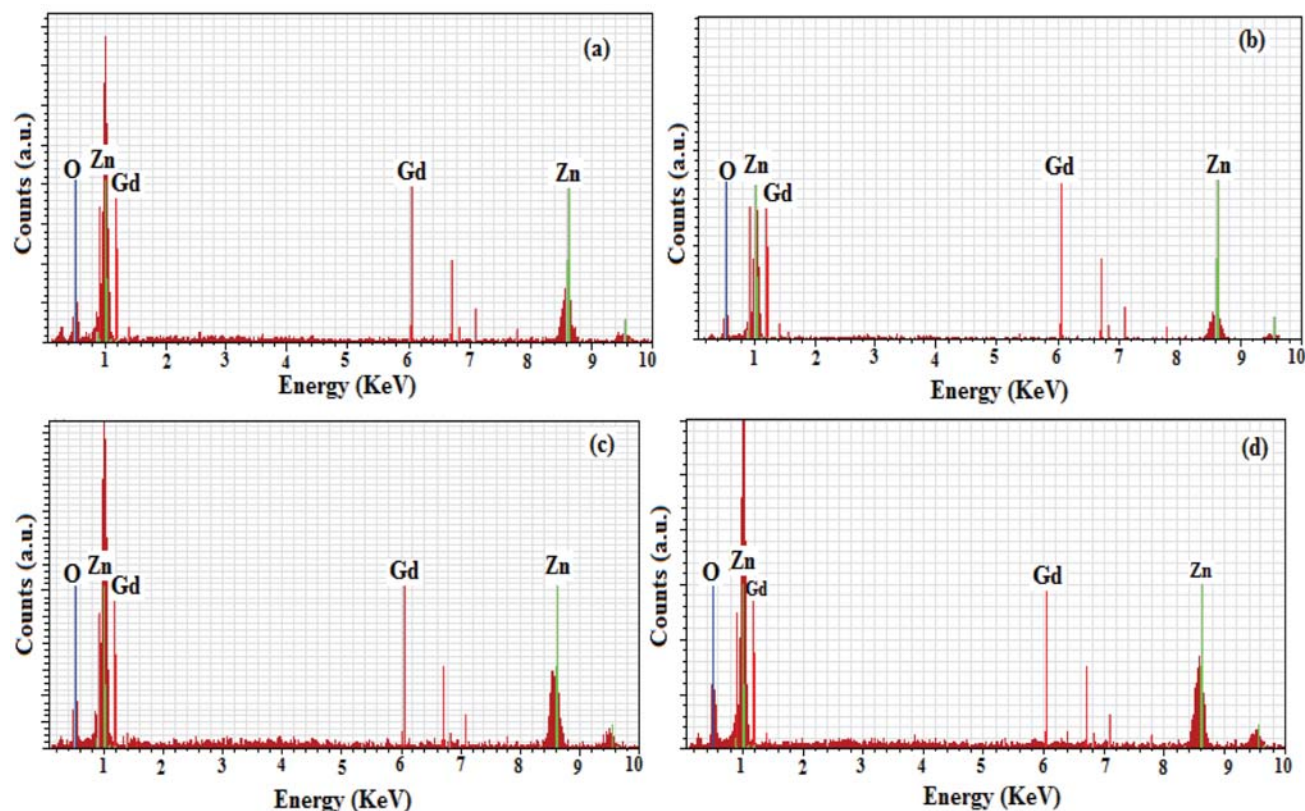 (a)
Counts (a.u.)
O
Zn
Gd
Gd
Zn
1 2 3 4 5 6 7 8 9 10
Energy (KeV)
(b)
Counts (a.u.)
O
Zn
Gd
Gd
Zn
1 2 3 4 5 6 7 8 9 10
Energy (KeV)
(c)
Counts (a.u.)
O
Zn
Gd
Gd
Zn
1 2 3 4 5 6 7 8 9 10
Energy (KeV)
(d)
Counts (a.u.)
O
Zn
Gd
Gd
Zn
1 2 3 4 5 6 7 8 9 10
Energy (KeV)